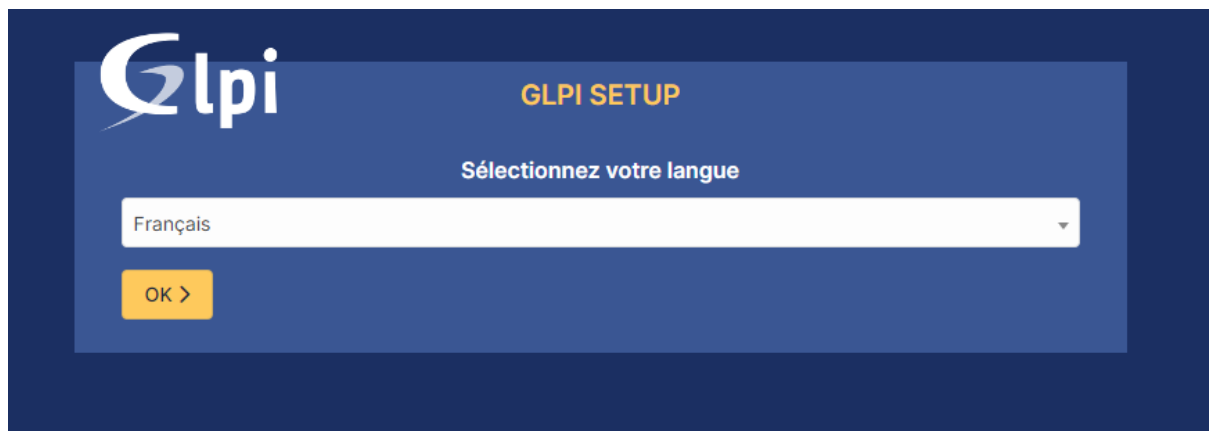 Glpi
GLPI SETUP
Sélectionnez votre langue
Français
OK